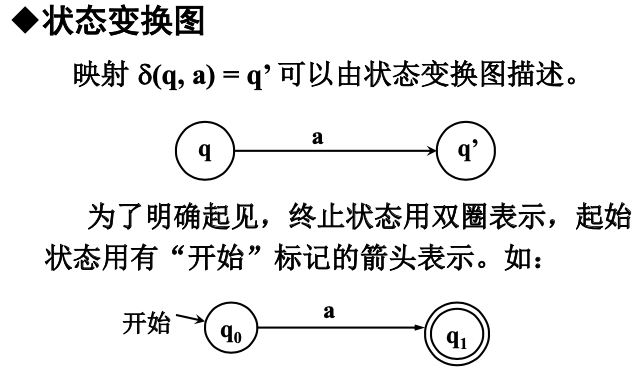 ◆状态变换图
映射 δ(q, a) = q’ 可以由状态变换图描述。
a
q
q’
为了明确起见，终止状态用双圈表示，起始
状态用有“开始”标记的箭头表示。如：
开始
q₀
a
q₁